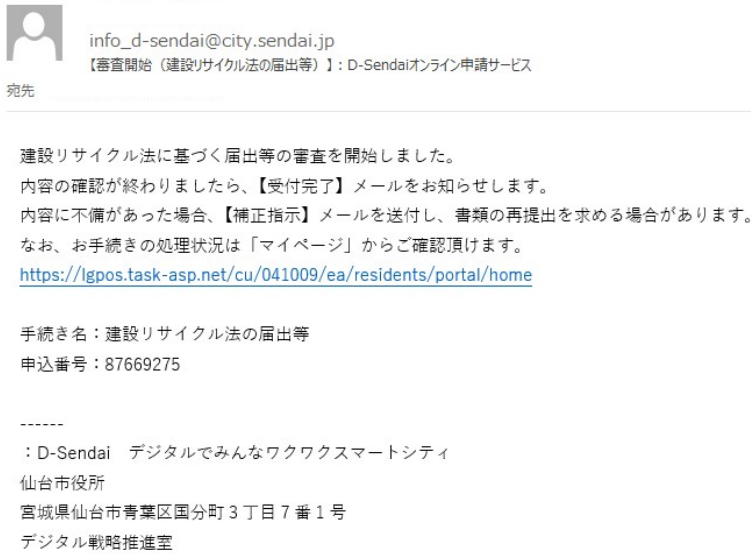 info_d-sendai@city.sendai.jp
【審査開始（建設リサイクル法の届出等）】：D-Sendaiオンライン申請サービス
宛先
建設リサイクル法に基づく届出等の審査を開始しました。
内容の確認が終わりましたら、【受付完了】メールをお知らせします。
内容に不備があった場合、【補正指示】メールを送付し、書類の再提出を求める場合があります。
なお、お手続きの処理状況は「マイページ」からご確認頂けます。
https://lgpos.task-asp.net/cu/041009/ea/residents/portal/home
手続き名：建設リサイクル法の届出等
申込番号：87669275
------
：D-Sendai　デジタルでみんなワクワクスマートシティ
仙台市役所
宮城県仙台市青葉区国分町３丁目７番１号
デジタル戦略推進室